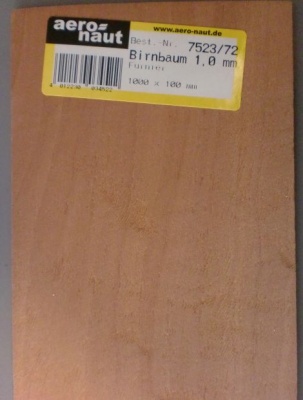 aero-
naut
www.aero-naut.de
Best.-Nr. 7523/72
Birnbaum 1,0 mm
Furnier
1000 x 100 mm